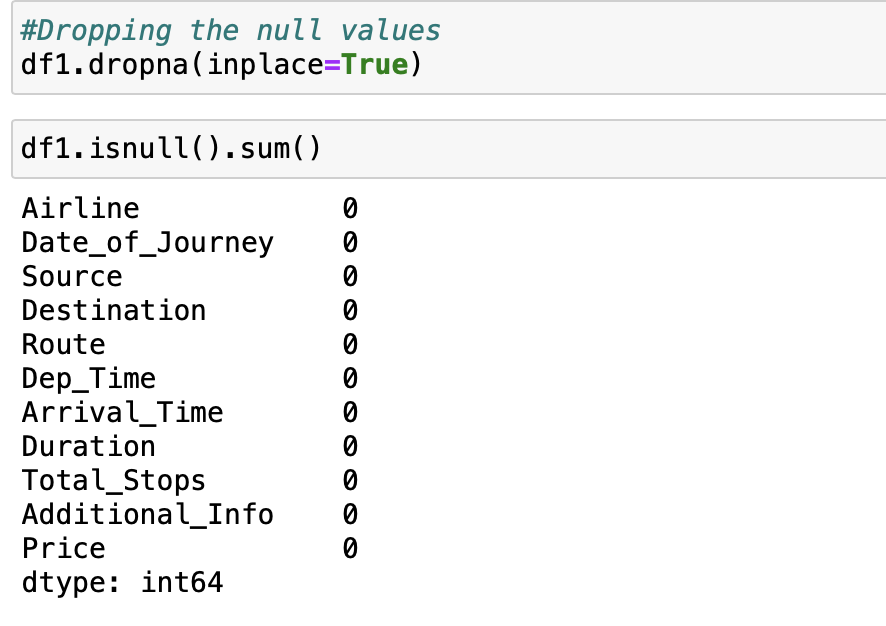 #Dropping the null values
df1.dropna(inplace=True)
df1.isnull().sum()
Airline 0
Date_of_Journey 0
Source 0
Destination 0
Route 0
Dep_Time 0
Arrival_Time 0
Duration 0
Total_Stops 0
Additional_Info 0
Price 0
dtype: int64